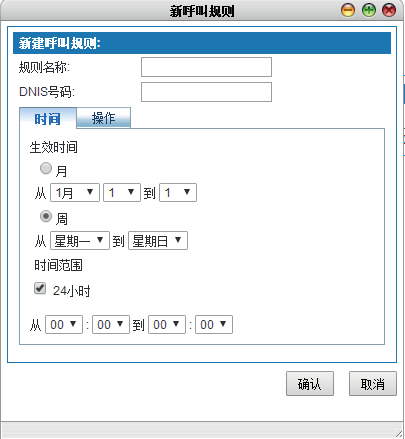 新呼叫规则
新建呼叫规则:
规则名称:
DNIS号码:
时间 操作
生效时间
月
从 1月 1 到 1
周
从 星期一 到 星期日
时间范围
24小时
从 00 : 00 到 00 : 00
确认 取消